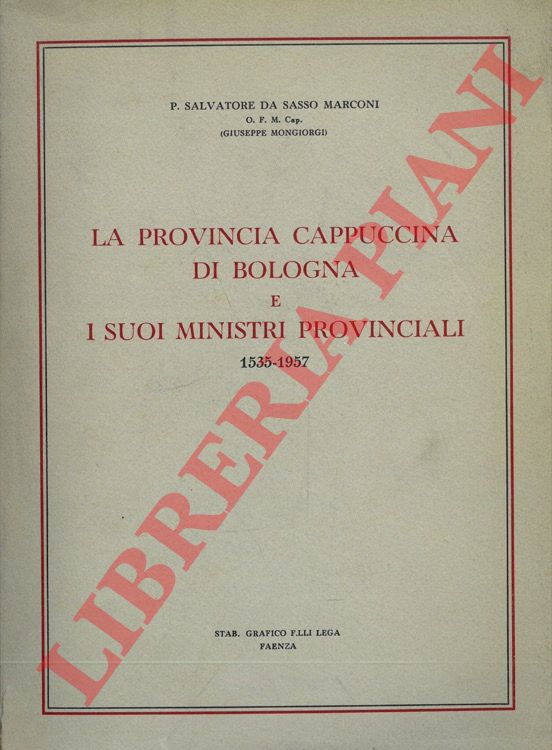 P. SALVATORE DA SASSO MARCONI
O. F. M. Cap.
(GIUSEPPE MONGIORGI)
LA PROVINCIA CAPPUCCINA
DI BOLOGNA
E
I SUOI MINISTRI PROVINCIALI
1535-1957
STAB. GRAFICO F.LLI LEGA
FAENZA
LIBRERIA PIANI